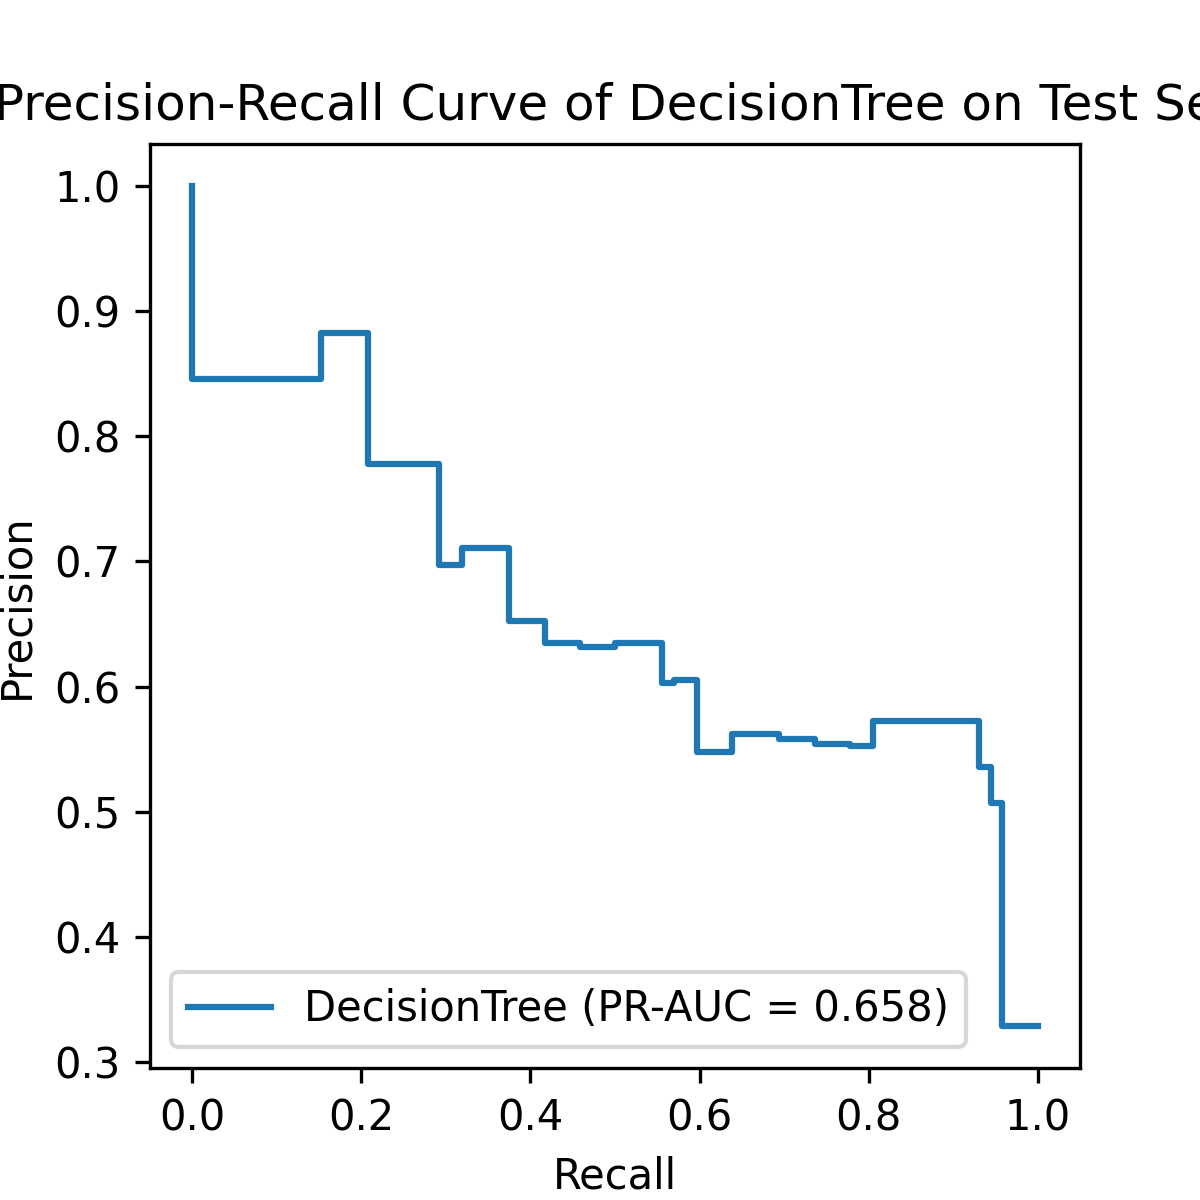 Precision-Recall Curve of DecisionTree on Test Se
1.0
0.9
0.8
0.7
0.6
0.5
0.4
0.3
Precision
DecisionTree (PR-AUC = 0.658)
0.0 0.2 0.4 0.6 0.8 1.0
Recall